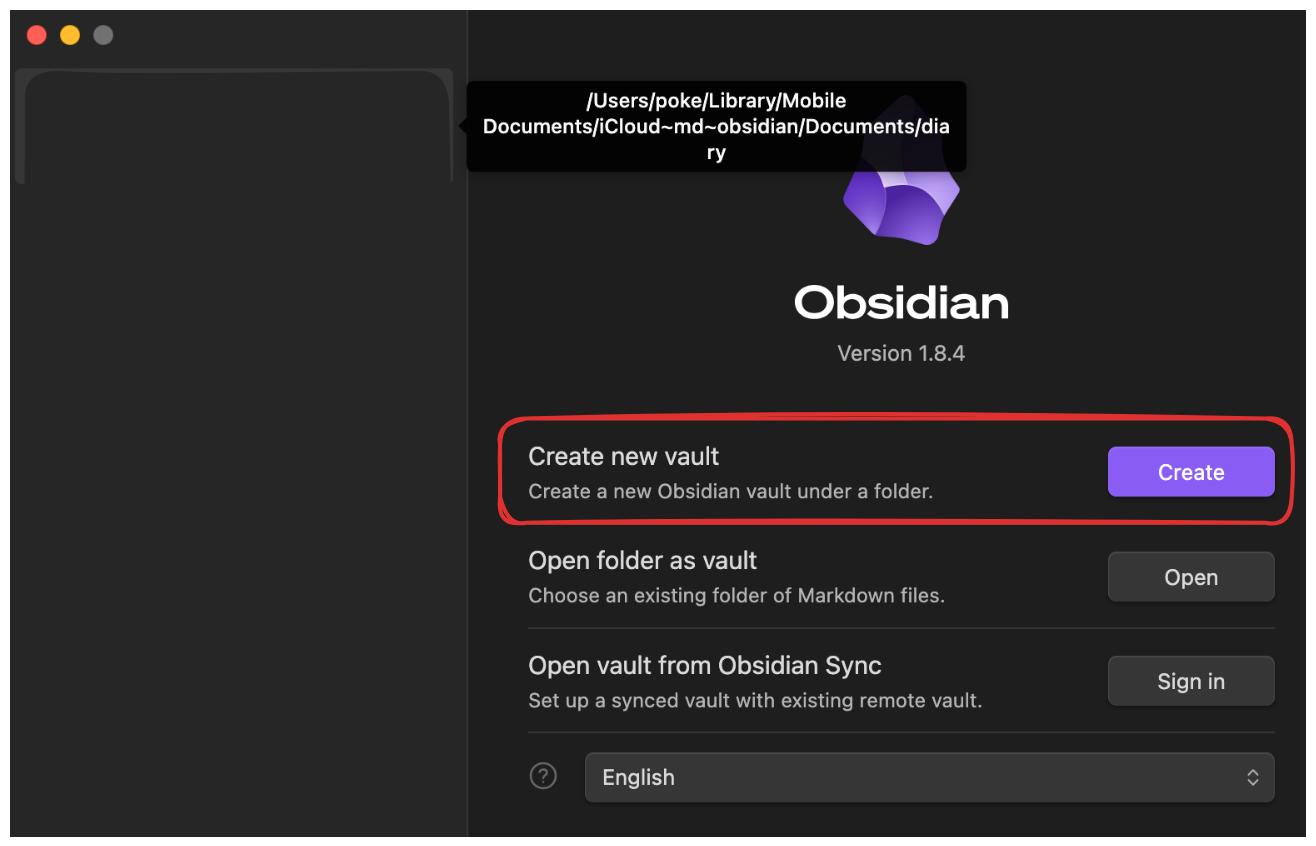 /Users/poke/Library/Mobile
Documents/iCloud~md~obsidian/Documents/dia
ry
Obsidian
Version 1.8.4
Create new vault
Create a new Obsidian vault under a folder.
Create
Open folder as vault
Choose an existing folder of Markdown files.
Open
Open vault from Obsidian Sync
Set up a synced vault with existing remote vault.
Sign in
?
English